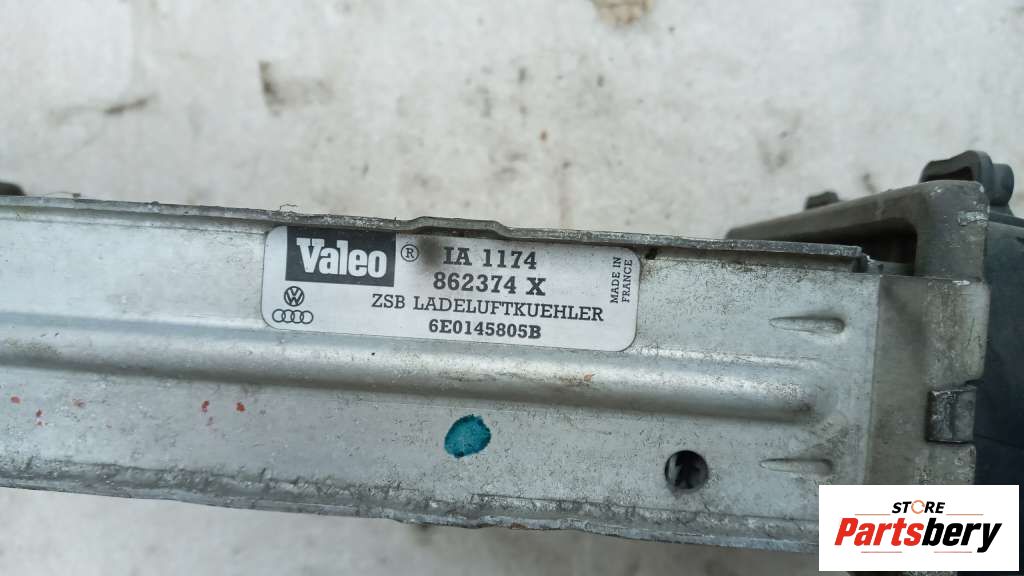 Valeo ® IA 1174
862374 X
ZSB LADELUFTKUEHLER
6E0145805B
MADE IN
FRANCE
STORE
Partsbery